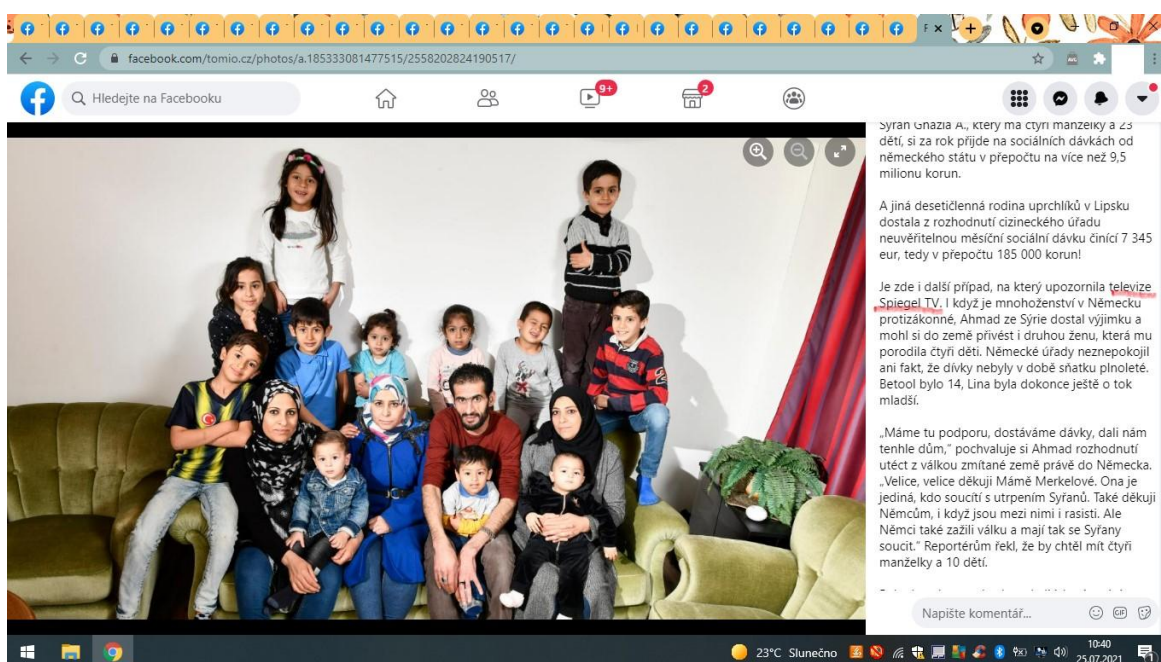 F
facebook.com/tomio.cz/photos/a.185333081477515/2558202824190517/
Hledejte na Facebooku
9+
2
Syřan Ghazia A., který má čtyři manželky a 23
dětí, si za rok přijde na sociálních dávkách od
německého státu v přepočtu na více než 9,5
milionu korun.
A jiná desetičlenná rodina uprchlíků v Lipsku
dostala z rozhodnutí cizineckého úřadu
neuvěřitelnou měsíční sociální dávku činící 7 345
eur, tedy v přepočtu 185 000 korun!
Je zde i další případ, na který upozornila televize
Spiegel TV. I když je mnohoženství v Německu
protizákonné, Ahmad ze Sýrie dostal výjimku a
mohl si do země přivést i druhou ženu, která mu
porodila čtyři děti. Německé úřady neznepokojil
ani fakt, že dívky nebyly v době sňatku plnoleté.
Betool bylo 14, Lina byla dokonce ještě o tok
mladší.
„Máme tu podporu, dostáváme dávky, dali nám
tenhle dům,“ pochvaluje si Ahmad rozhodnutí
utéct z válkou zmítané země právě do Německa.
„Velice, velice děkuji Mámě Merkelové. Ona je
jediná, kdo soucítí s utrpením Syřanů. Také děkuji
Němcům, i když jsou mezi nimi i rasisti. Ale
Němci také zažili válku a mají tak se Syřany
soucit.“ Reportérům řekl, že by chtěl mít čtyři
manželky a 10 dětí.
Napište komentář...
GIF
23°C Slunečno
10:40
25.07.2021
1